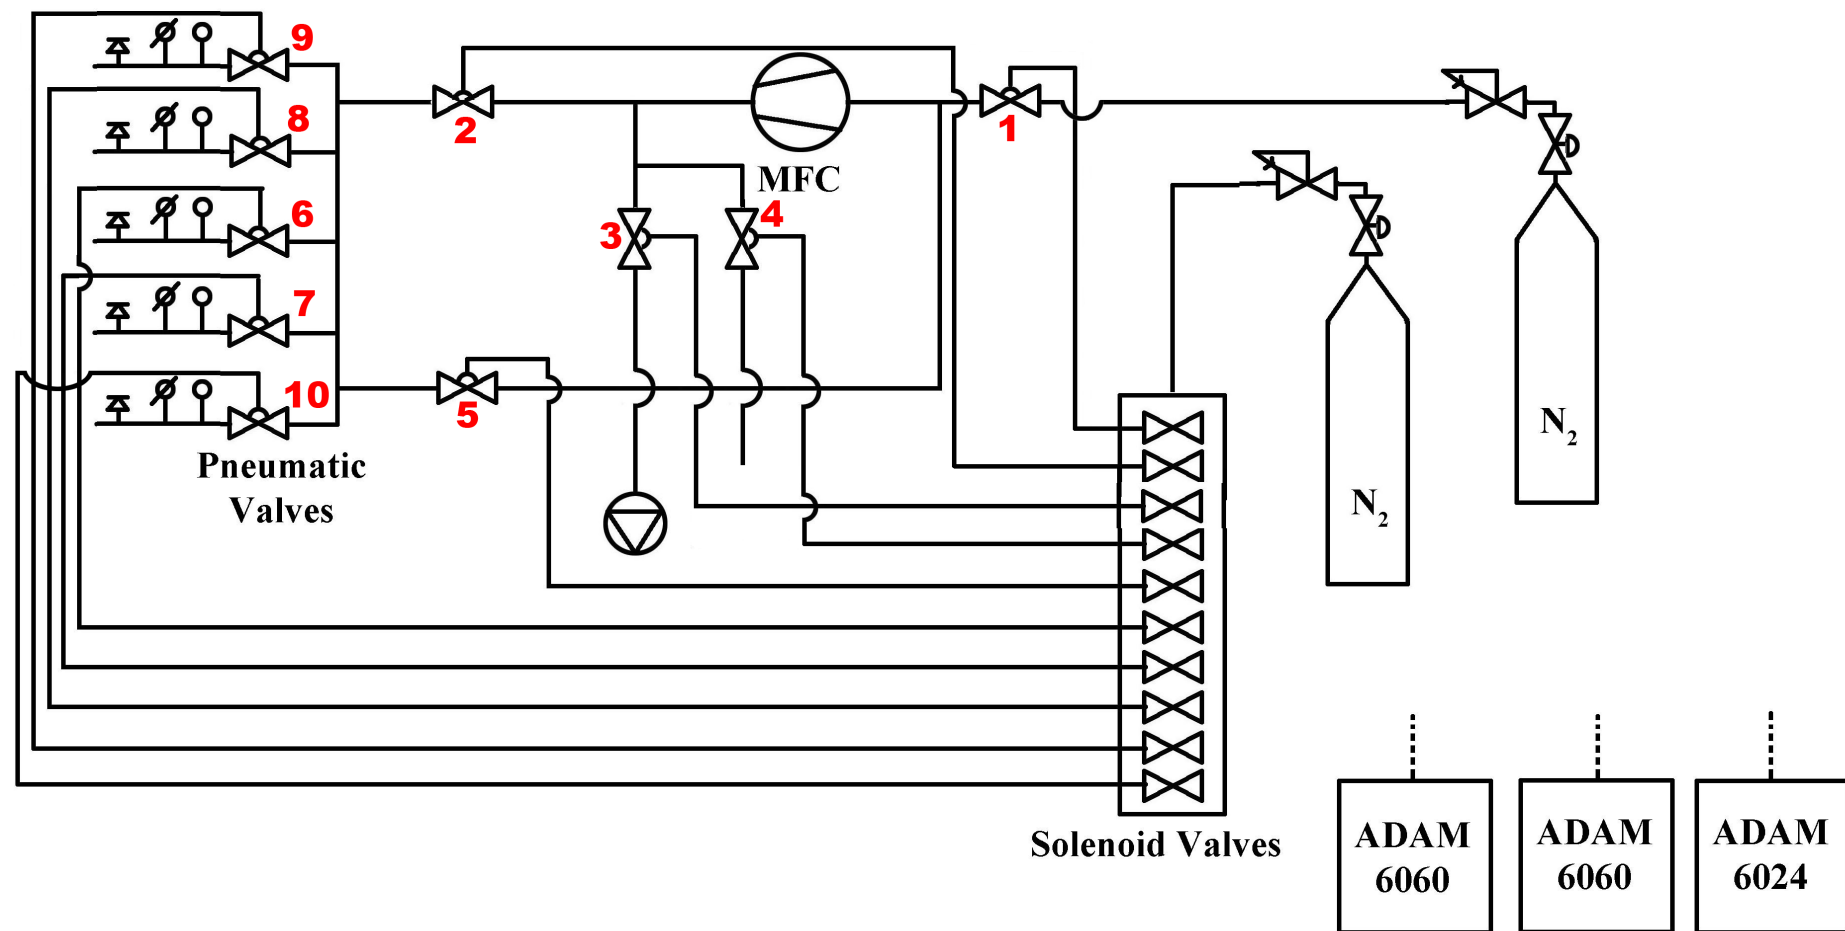 9
8
2
1
MFC
6
3
4
7
10
5
Pneumatic
Valves
N₂
N₂
Solenoid Valves
ADAM
6060
ADAM
6060
ADAM
6024